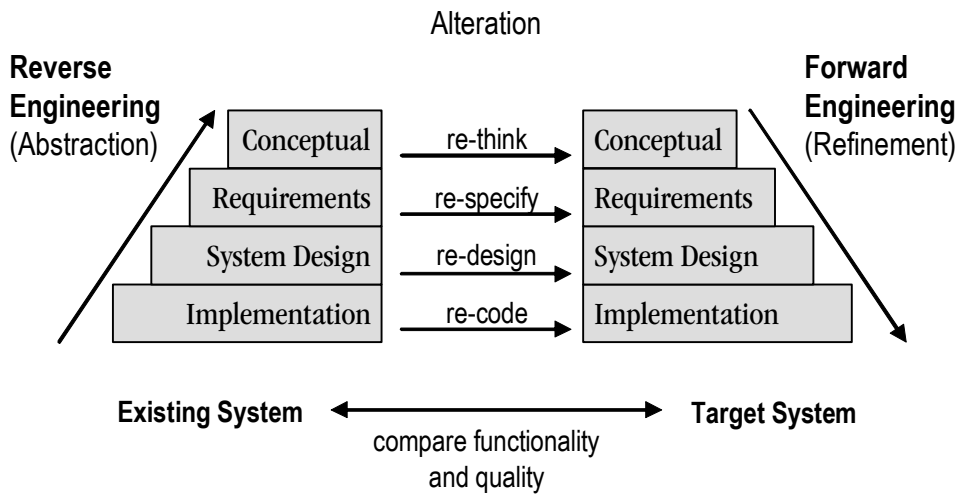 Alteration
Reverse
Engineering
(Abstraction)
Forward
Engineering
(Refinement)
Conceptual
re-think
Conceptual
Requirements
re-specify
Requirements
System Design
re-design
System Design
Implementation
re-code
Implementation
Existing System
Target System
compare functionality
and quality